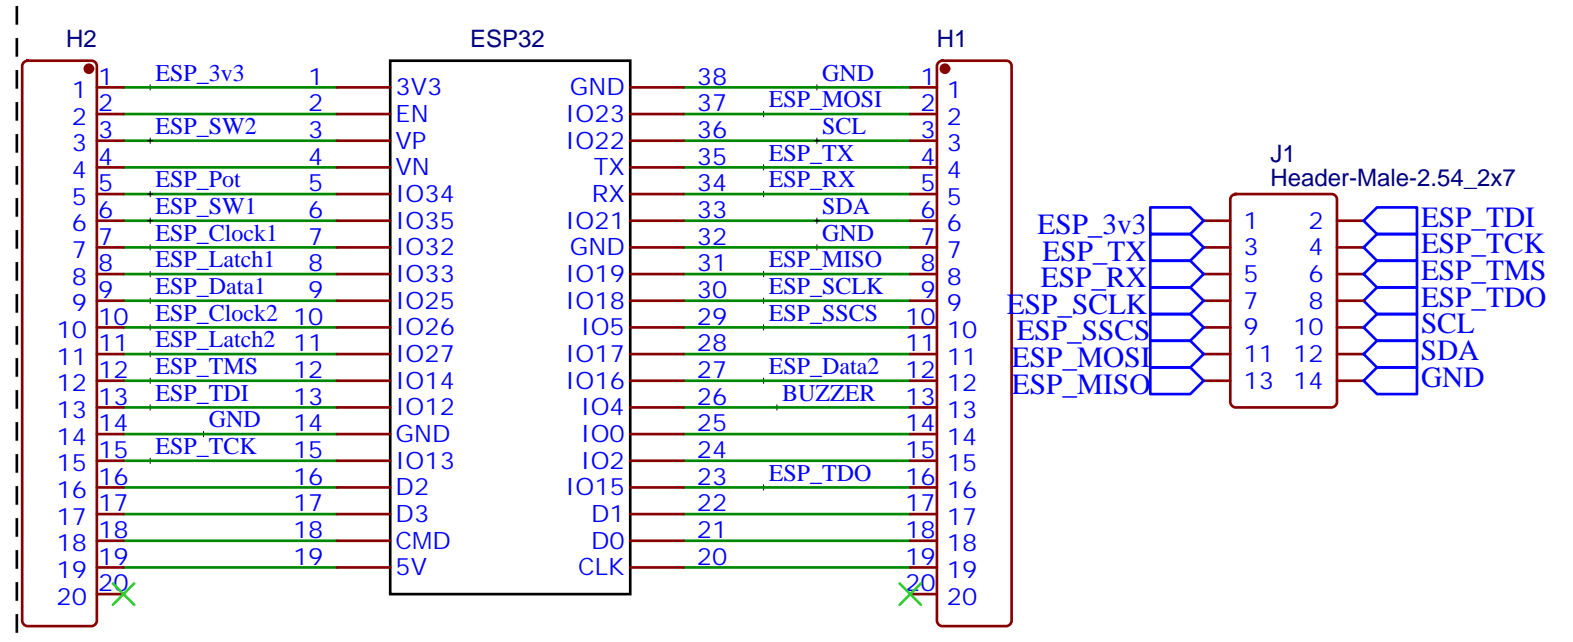 H2 ESP32 H1
1 1 ESP_3v3 1 3V3 GND 38 GND 1 1
2 2 2 EN IO23 37 ESP_MOSI 2 2
3 3 ESP_SW2 3 VP IO22 36 SCL 3 3
4 4 4 VN TX 35 ESP_TX 4 4
5 5 ESP_Pot 5 IO34 RX 34 ESP_RX 5 5
6 6 ESP_SW1 6 IO35 IO21 33 SDA 6 6
7 7 ESP_Clock1 7 IO32 GND 32 GND 7 7
8 8 ESP_Latch1 8 IO33 IO19 31 ESP_MISO 8 8
9 9 ESP_Data1 9 IO25 IO18 30 ESP_SCLK 9 9
10 10 ESP_Clock2 10 IO26 IO5 29 ESP_SSCS 10 10
11 11 ESP_Latch2 11 IO27 IO17 28 11 11
12 12 ESP_TMS 12 IO14 IO16 27 ESP_Data2 12 12
13 13 ESP_TDI 13 IO12 IO4 26 BUZZER 13 13
14 14 GND 14 GND IO0 25 14 14
15 15 ESP_TCK 15 IO13 IO2 24 15 15
16 16 16 D2 IO15 23 ESP_TDO 16 16
17 17 17 D3 D1 22 17 17
18 18 18 CMD D0 21 18 18
19 19 19 5V CLK 20 19 19
20 20 20 20
J1
Header-Male-2.54_2x7
ESP_3v3 1 2 ESP_TDI
ESP_TX 3 4 ESP_TCK
ESP_RX 5 6 ESP_TMS
ESP_SCLK 7 8 ESP_TDO
ESP_SSCS 9 10 SCL
ESP_MOSI 11 12 SDA
ESP_MISO 13 14 GND